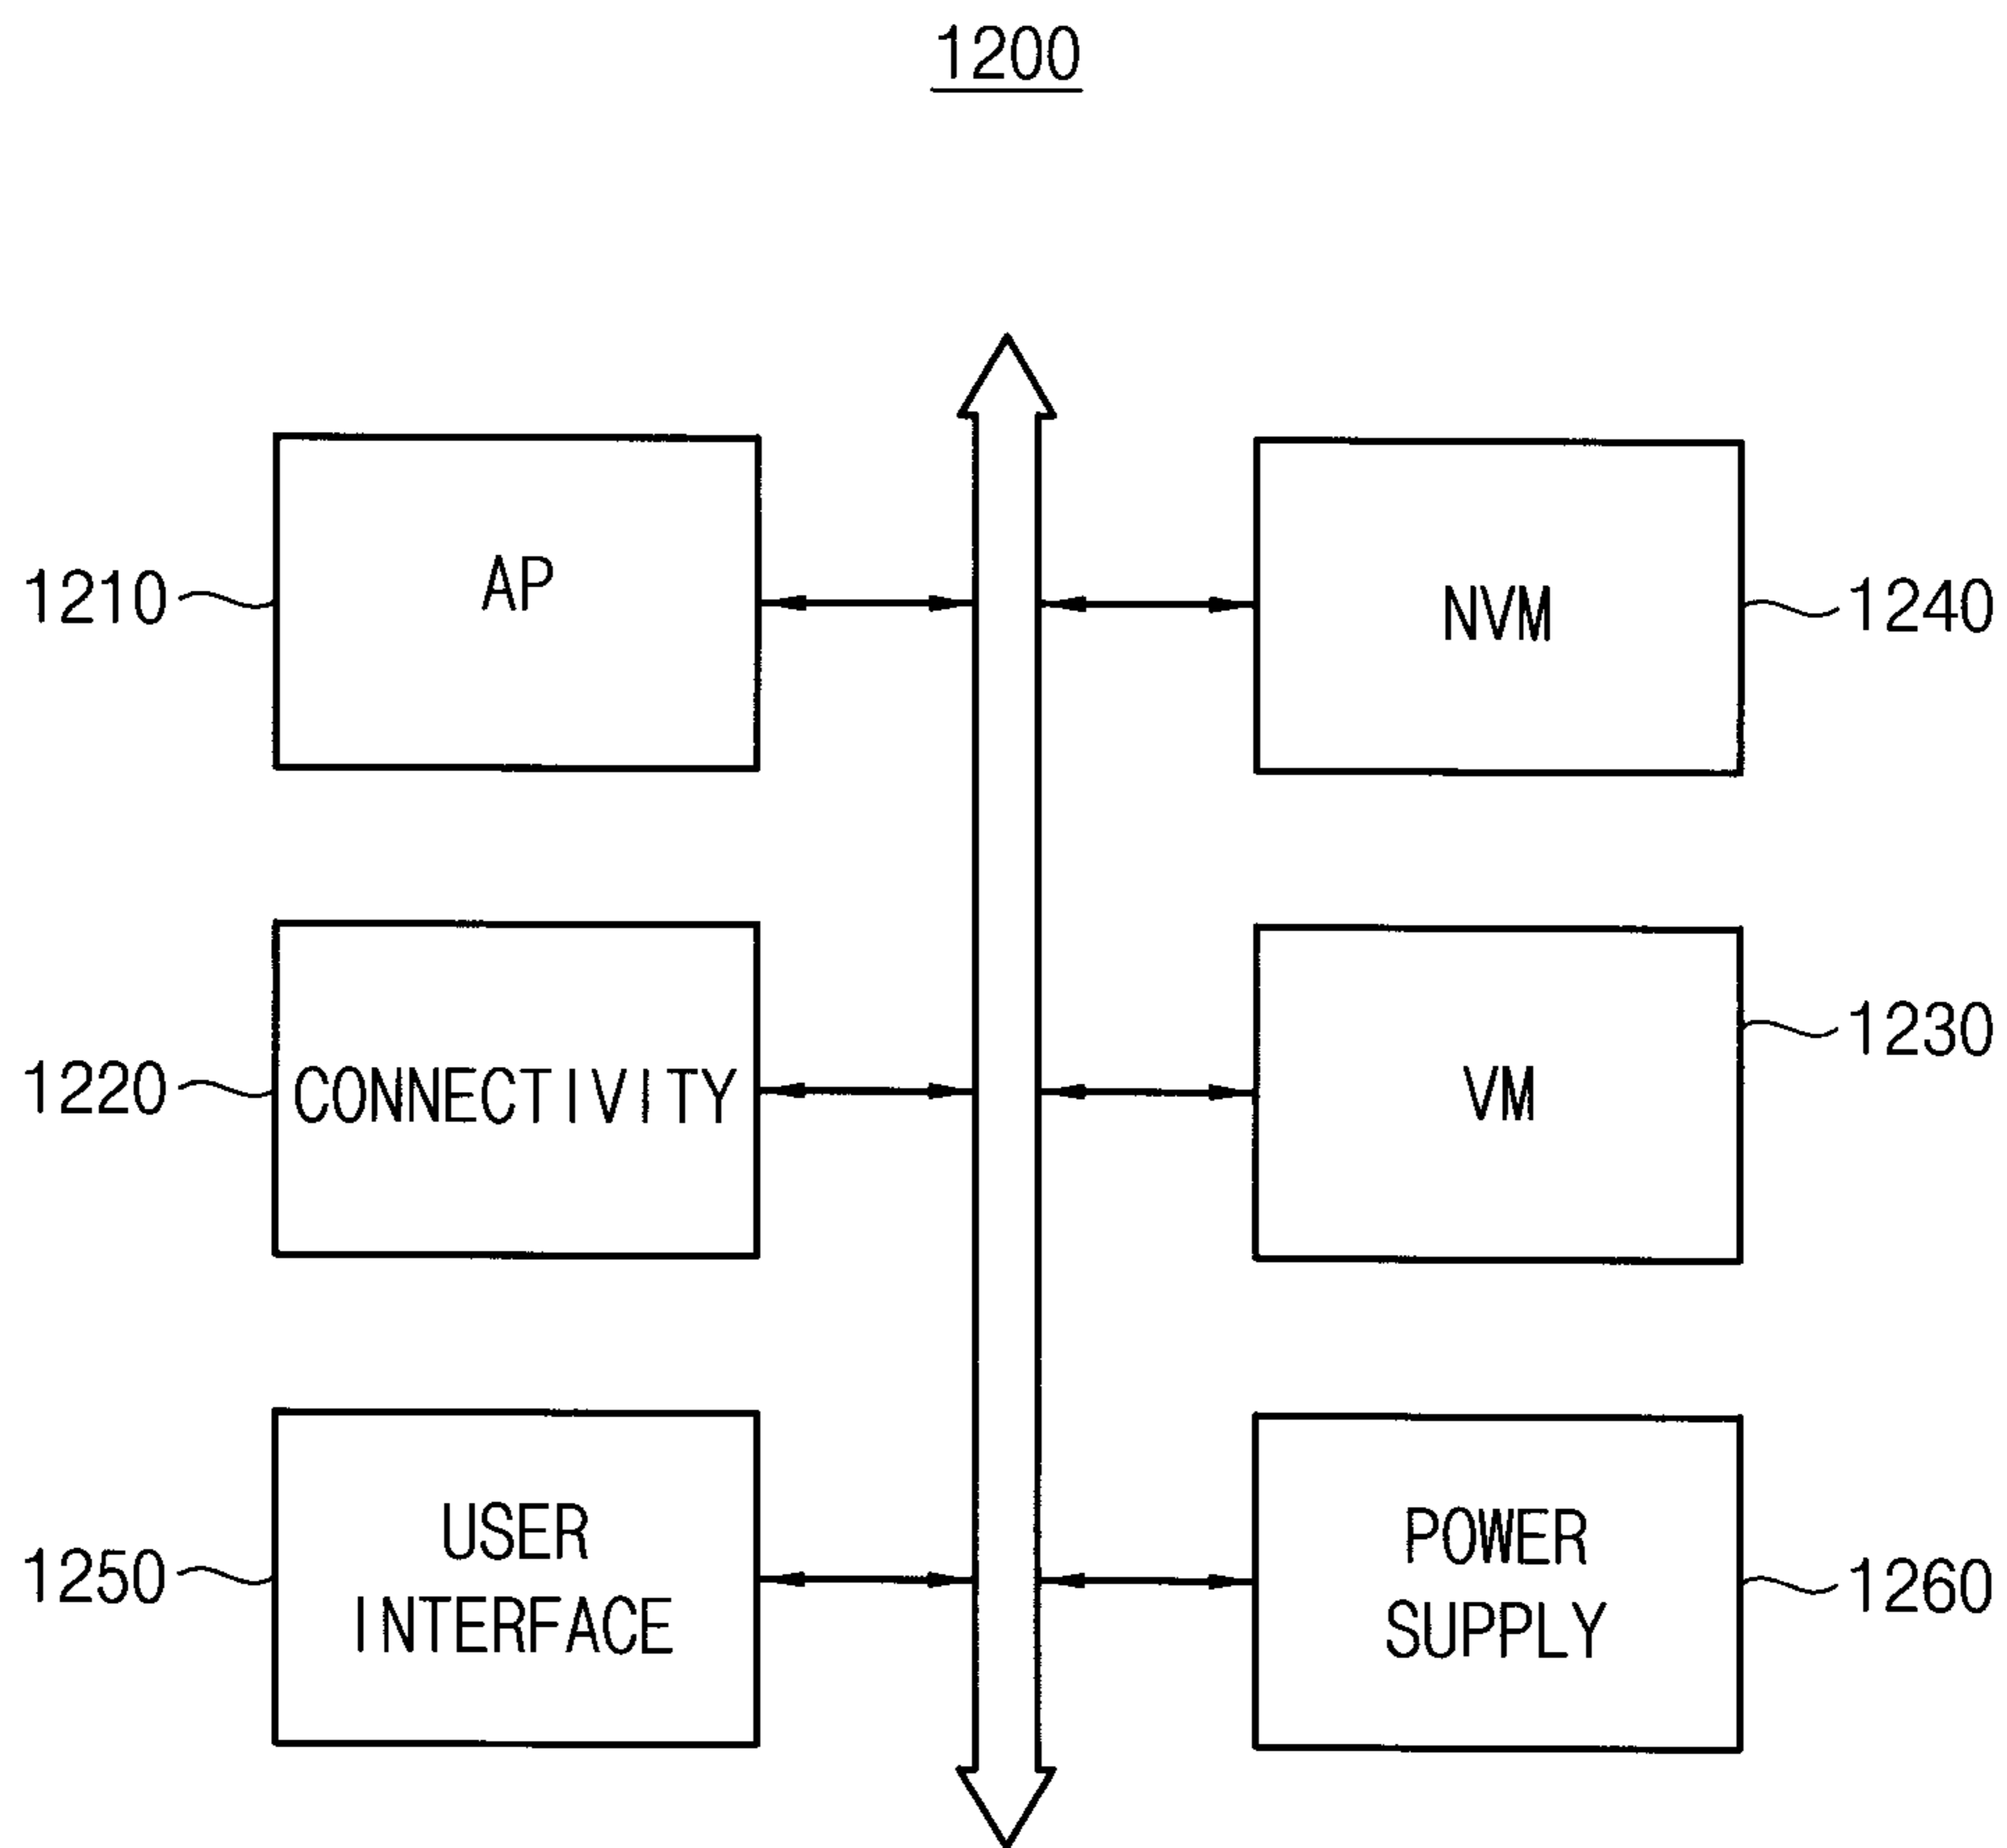 1200
1210
AP
NVM
1240
1220
CONNECTIVITY
VM
1230
1250
USER
INTERFACE
POWER
SUPPLY
1260